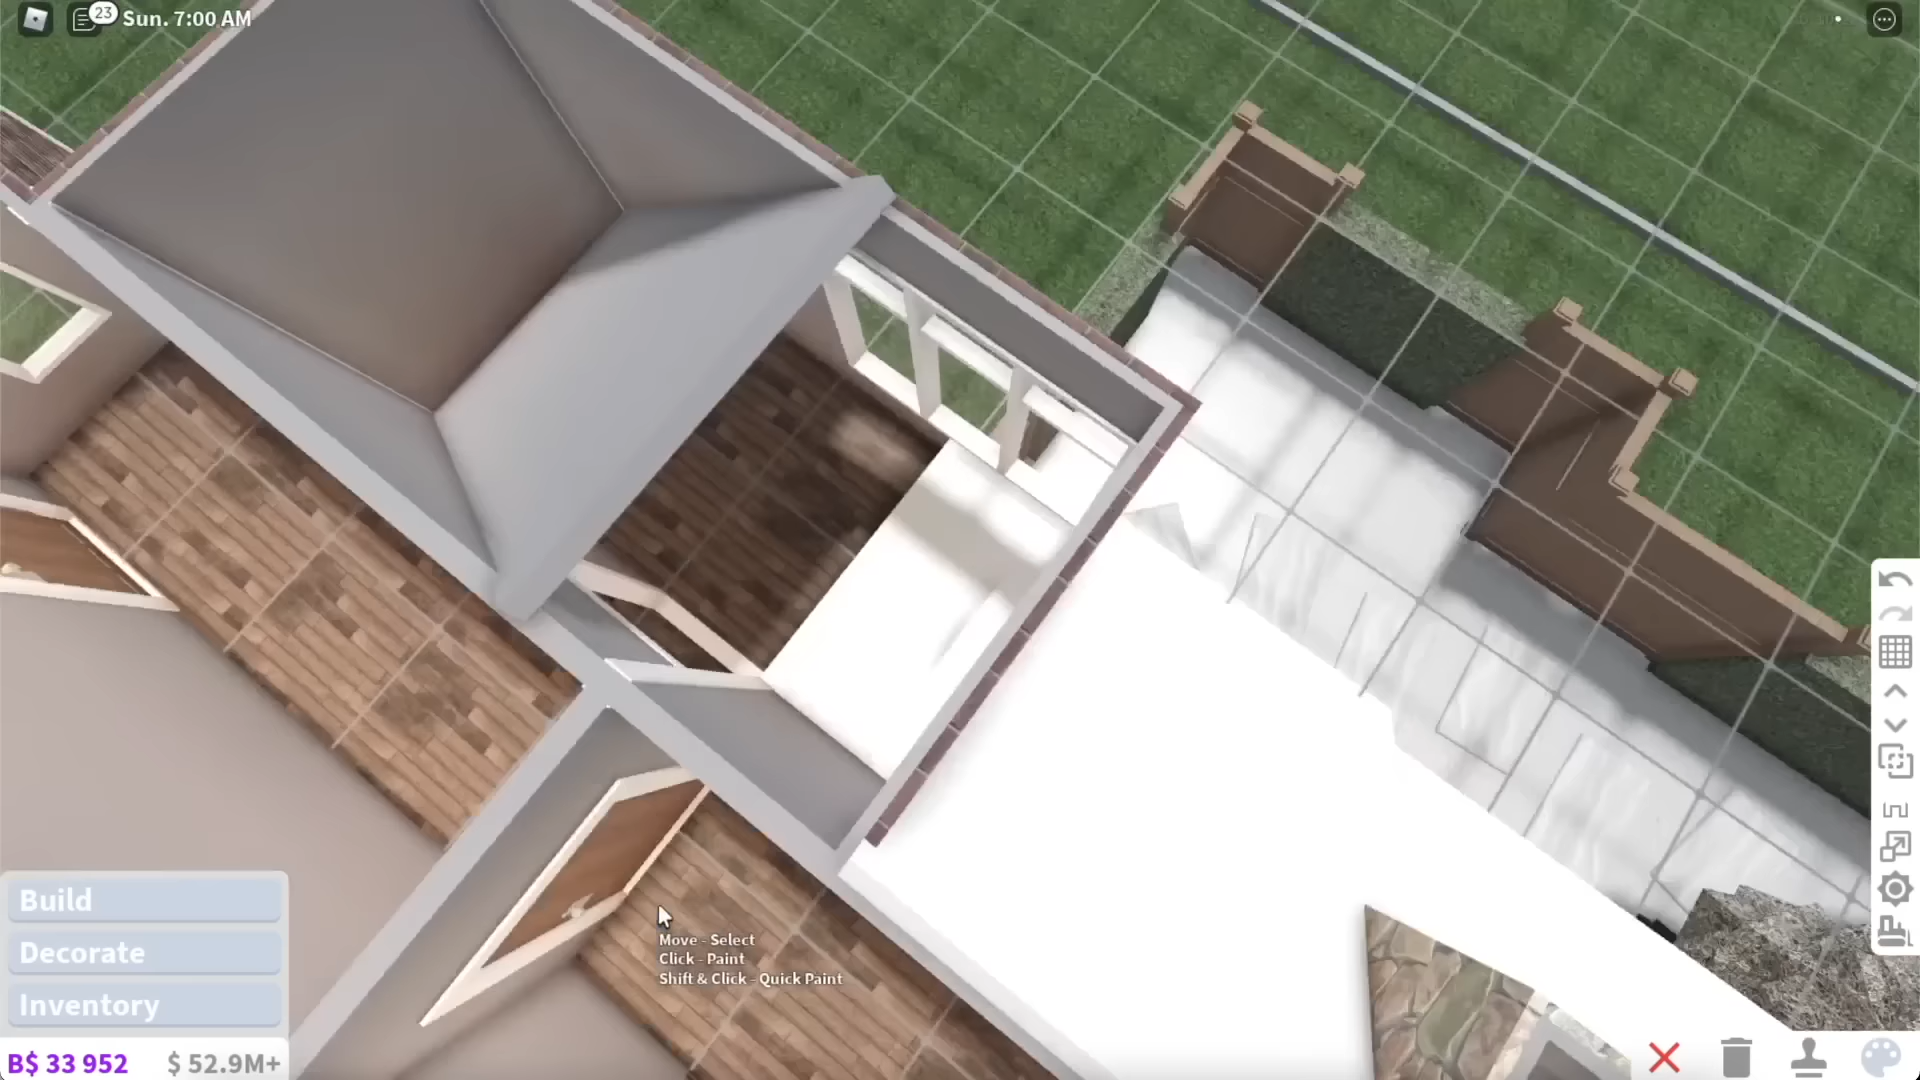 23
Sun. 7:00 AM
Move - Select
Click - Paint
Shift & Click - Quick Paint
Build
Decorate
Inventory
B$ 33 952
$ 52.9M+